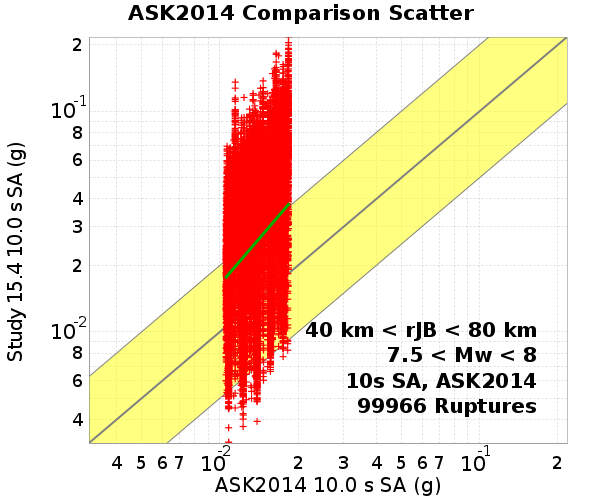 ASK2014 Comparison Scatter
Study 15.4 10.0 s SA (g)
2
10-1
8
6
4
3
2
10-2
8
6
4
40 km < rJB < 80 km
7.5 < Mw < 8
10s SA, ASK2014
99966 Ruptures
4 5 6 7 10-2 2 3 4 5 6 7 10-1 2
ASK2014 10.0 s SA (g)